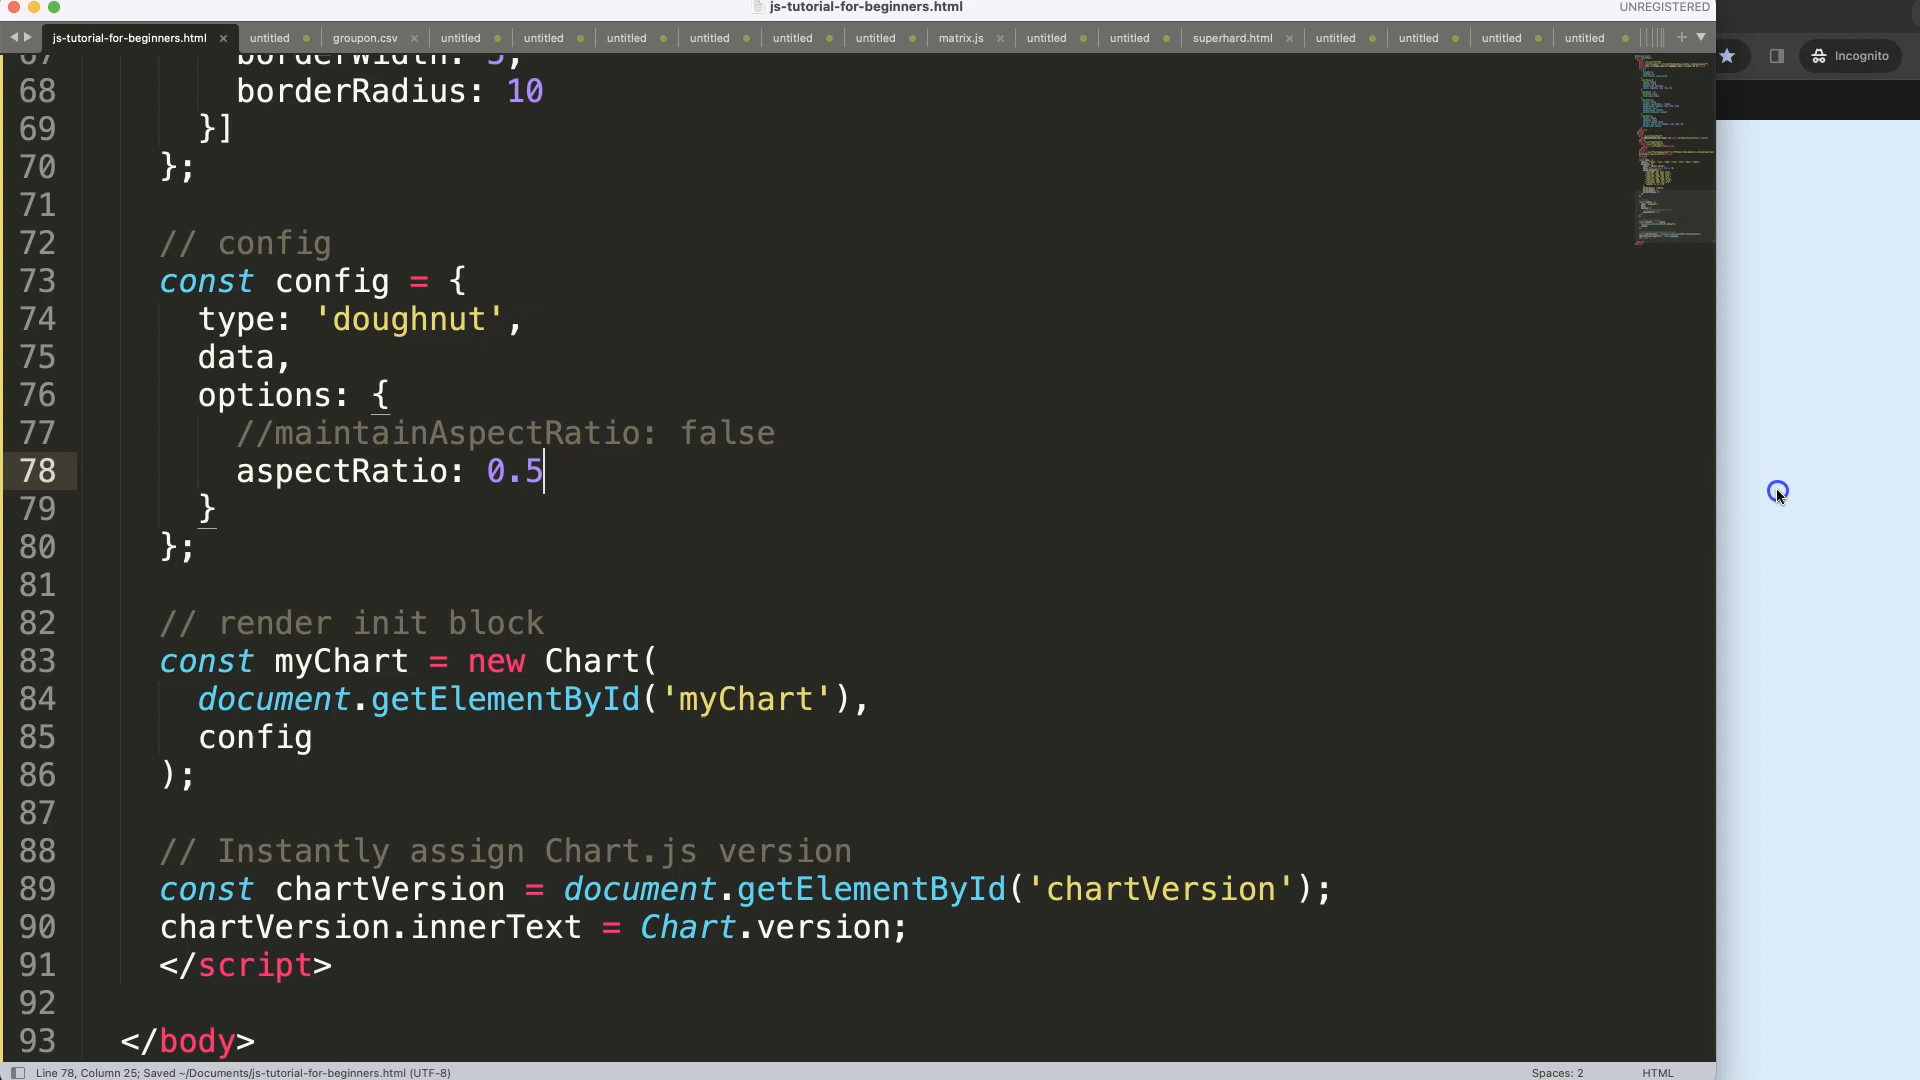 js-tutorial-for-beginners.html
UNREGISTERED
js-tutorial-for-beginners.html untitled groupon.csv untitled untitled untitled untitled untitled untitled matrix.js untitled untitled superhard.html untitled untitled untitled untitled
Incognito
67 borderWidth: 5,
68 borderRadius: 10
69 }]
70 };
71
72 // config
73 const config = {
74 type: 'doughnut',
75 data,
76 options: {
77 //maintainAspectRatio: false
78 aspectRatio: 0.5
79 }
80 };
81
82 // render init block
83 const myChart = new Chart(
84 document.getElementById('myChart'),
85 config
86 );
87
88 // Instantly assign Chart.js version
89 const chartVersion = document.getElementById('chartVersion');
90 chartVersion.innerText = Chart.version;
91 </script>
92
93 </body>
Line 78, Column 25; Saved ~/Documents/js-tutorial-for-beginners.html (UTF-8)
Spaces: 2
HTML